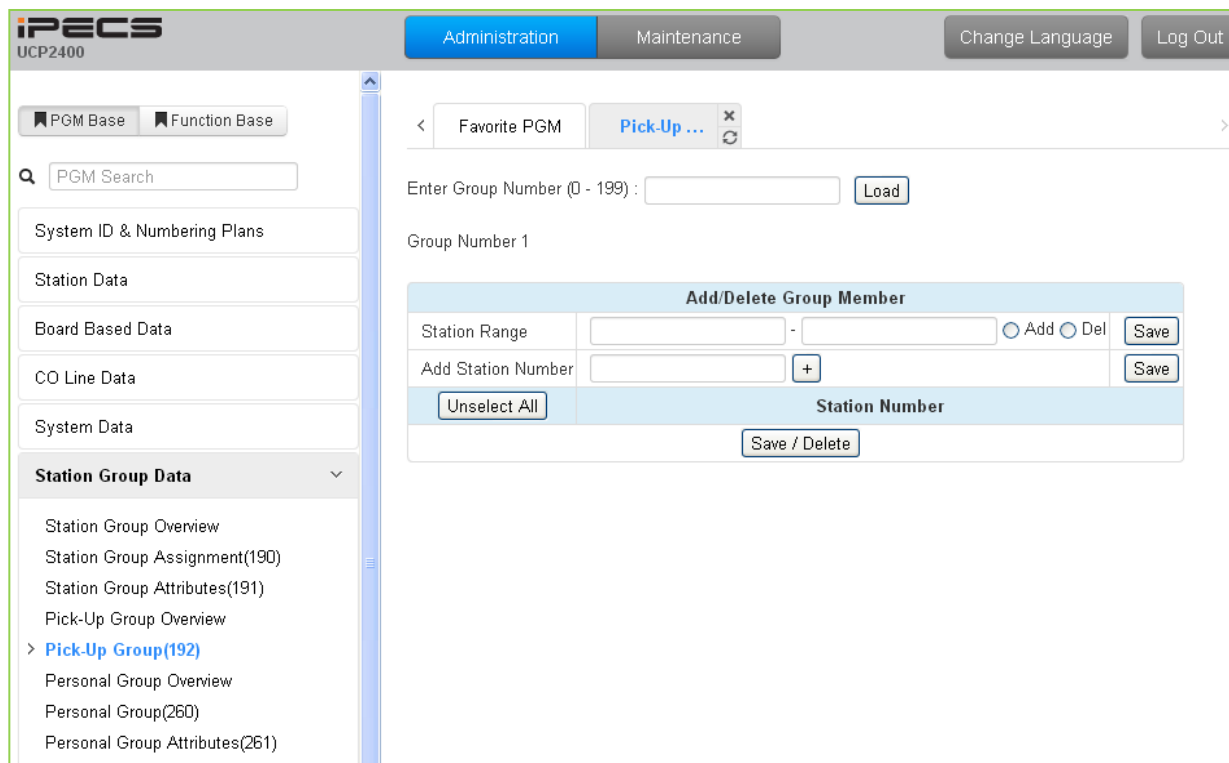 iPECS
UCP2400
Administration Maintenance Change Language Log Out
PGM Base Function Base
PGM Search
System ID & Numbering Plans
Station Data
Board Based Data
CO Line Data
System Data
Station Group Data
Station Group Overview
Station Group Assignment(190)
Station Group Attributes(191)
Pick-Up Group Overview
Pick-Up Group(192)
Personal Group Overview
Personal Group(260)
Personal Group Attributes(261)
Favorite PGM Pick-Up ...
Enter Group Number (0 - 199) : Load
Group Number 1
Add/Delete Group Member
Station Range - Add Del Save
Add Station Number + Save
Unselect All Station Number
Save / Delete